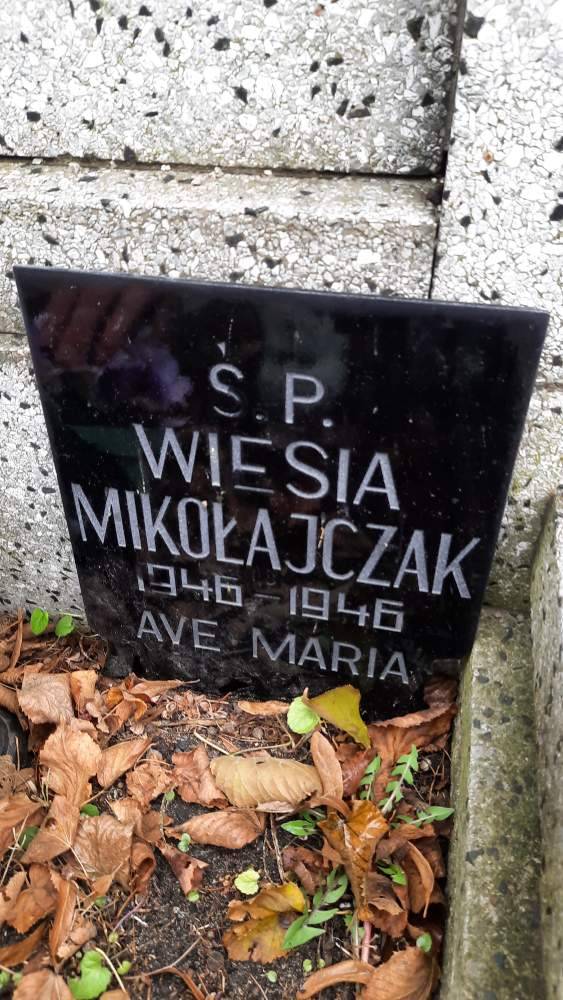 Ś. P.
WIESIA
MIKOŁAJCZAK
1946-1946
AVE MARIA